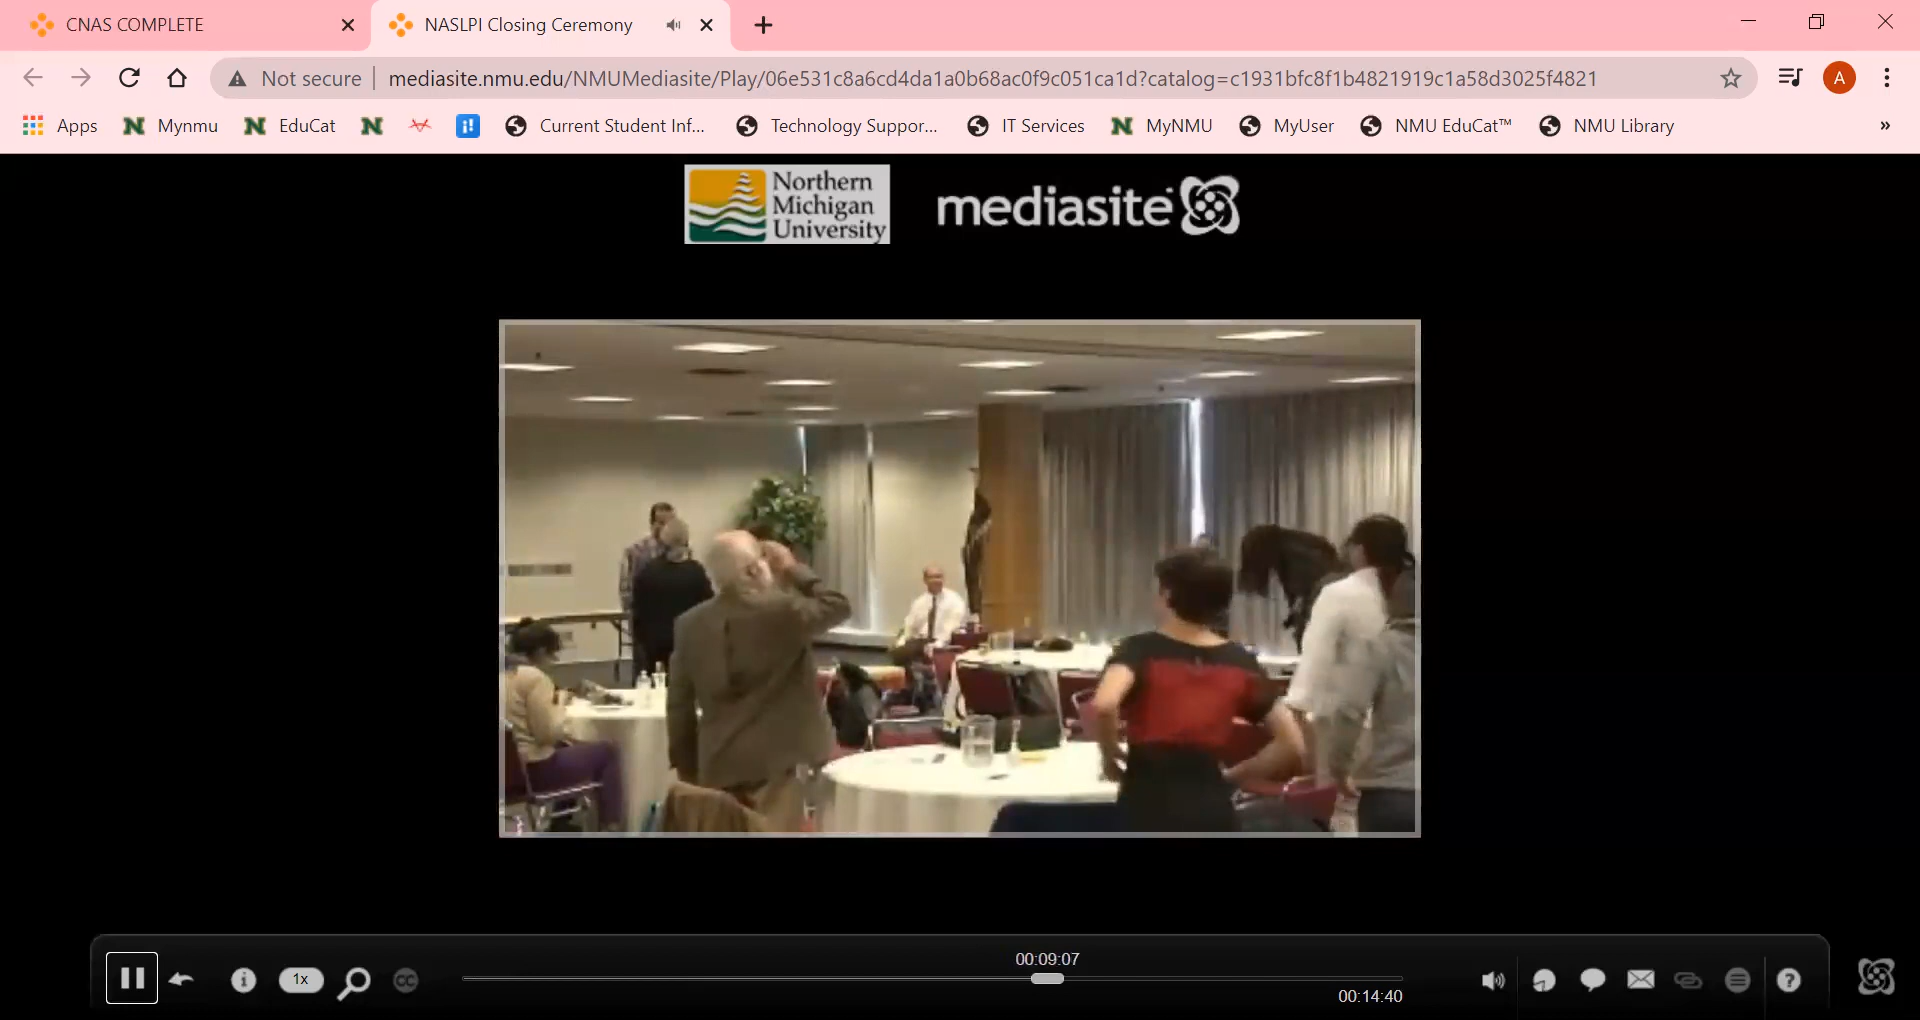 CNAS COMPLETE
NASLPI Closing Ceremony
Not secure mediasite.nmu.edu/NMUMediasite/Play/06e531c8a6cd4da1a0b68ac0f9c051ca1d?catalog=c1931bfc8f1b4821919c1a58d3025f4821
A
Apps Mynmu EduCat Current Student Inf... Technology Suppor... IT Services MyNMU MyUser NMU EduCat™ NMU Library »
Northern
Michigan
University
mediasite
00:09:07
1x CC
00:14:40